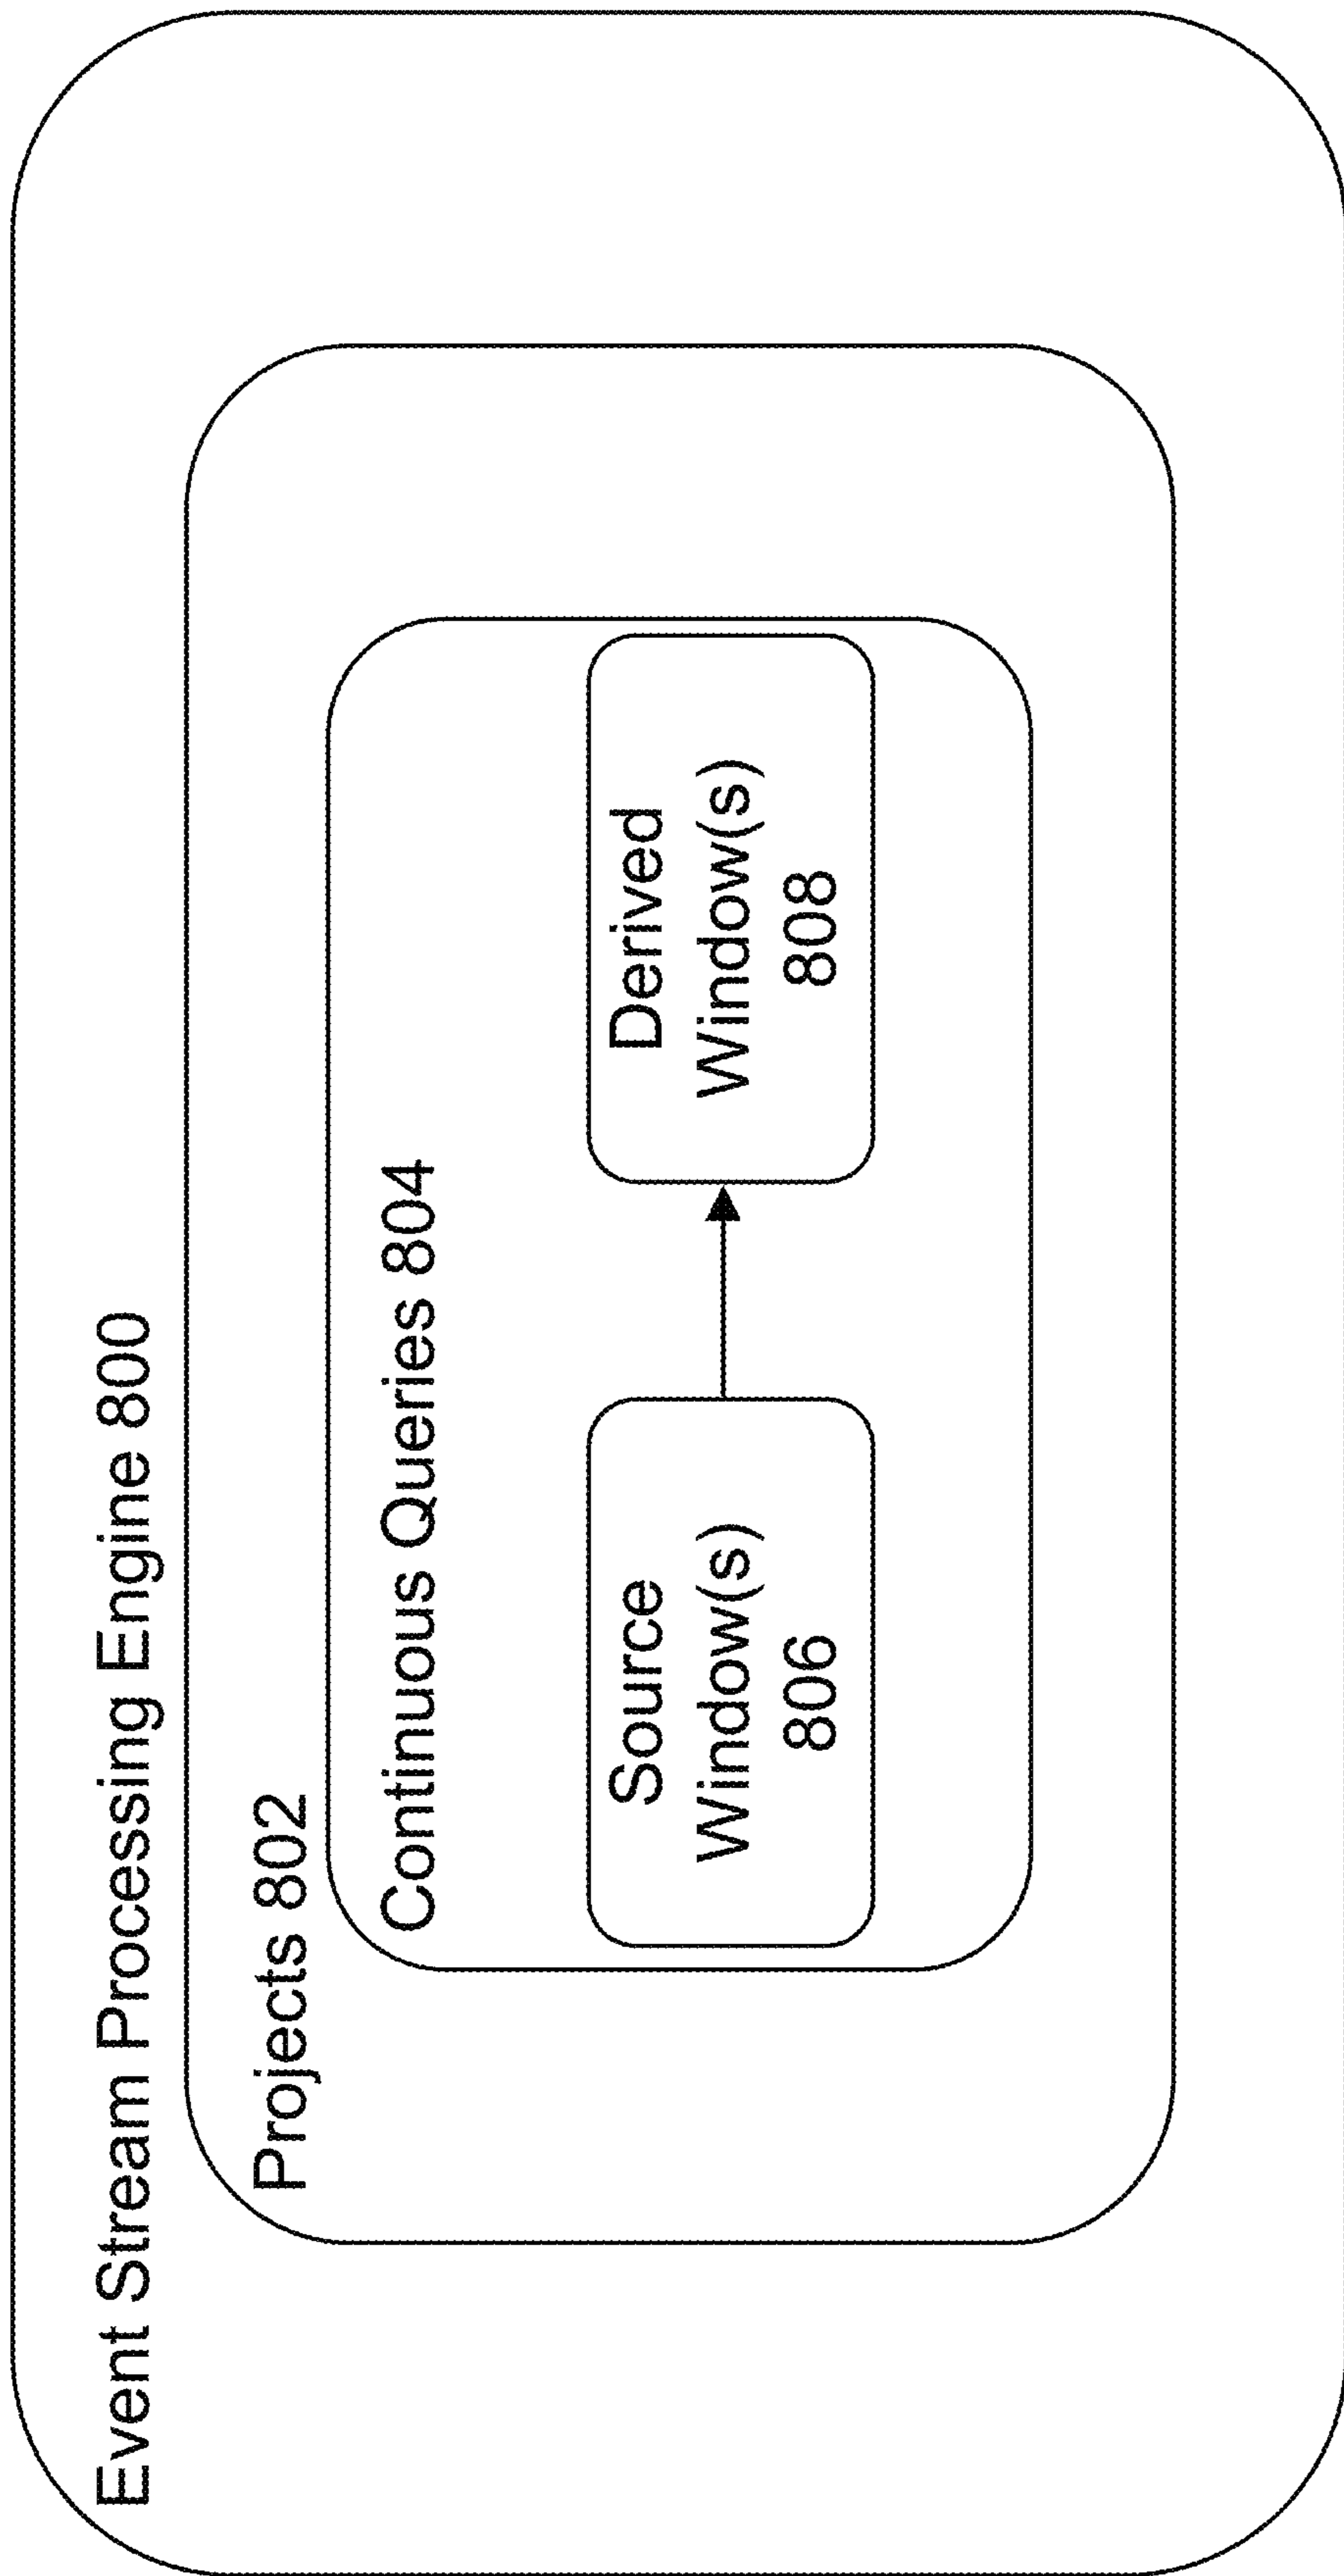 Event Stream Processing Engine 800
Projects 802
Continuous Queries 804
Source
Window(s)
806
Derived
Window(s)
808